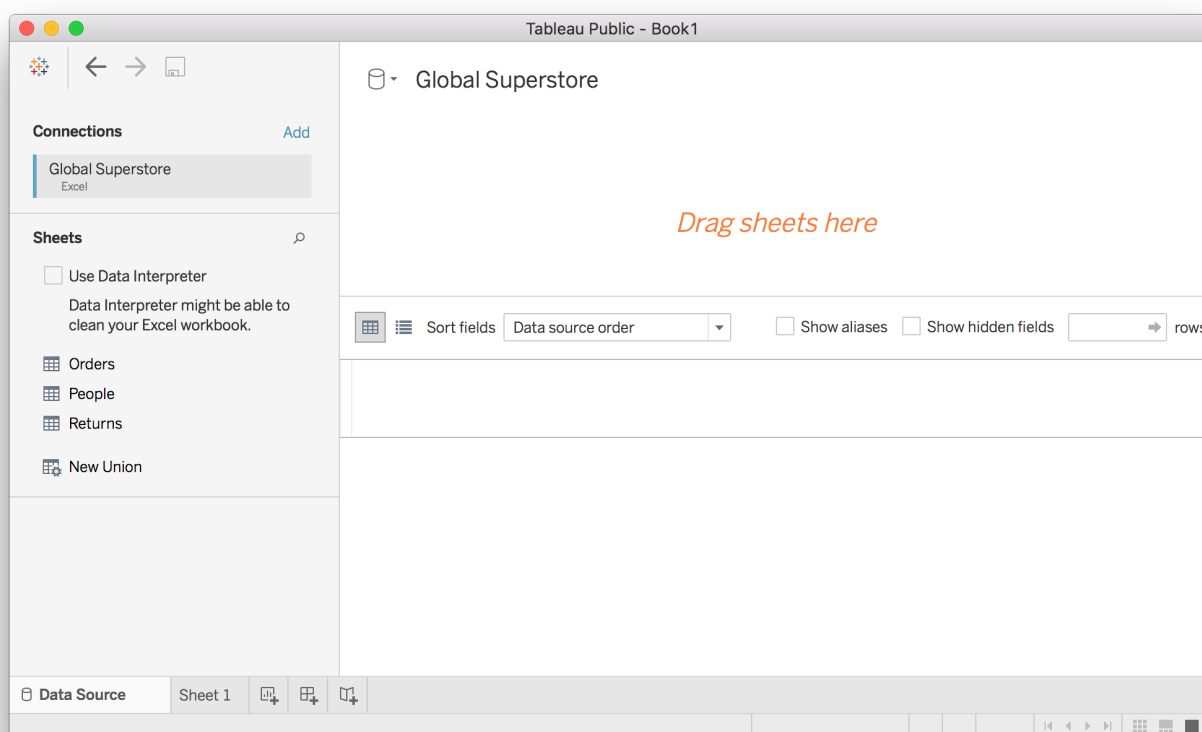 Tableau Public - Book1
Global Superstore
Connections
Add
Global Superstore
Excel
Drag sheets here
Sheets
Use Data Interpreter
Data Interpreter might be able to
clean your Excel workbook.
Sort fields
Data source order
Show aliases
Show hidden fields
rows
Orders
People
Returns
New Union
Data Source
Sheet 1